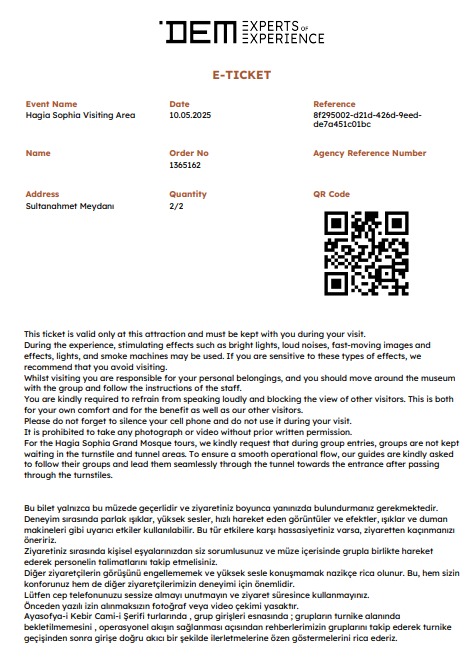 DEM EXPERTS OF
EXPERIENCE
E-TICKET
Event Name
Hagia Sophia Visiting Area
Date
10.05.2025
Reference
8f295002-d21d-426d-9eed-
de7a451c01bc
Name
Order No
1365162
Agency Reference Number
Address
Sultanahmet Meydanı
Quantity
2/2
QR Code
This ticket is valid only at this attraction and must be kept with you during your visit.
During the experience, stimulating effects such as bright lights, loud noises, fast-moving images and
effects, lights, and smoke machines may be used. If you are sensitive to these types of effects, we
recommend that you avoid visiting.
Whilst visiting you are responsible for your personal belongings, and you should move around the museum
with the group and follow the instructions of the staff.
You are kindly required to refrain from speaking loudly and blocking the view of other visitors. This is both
for your own comfort and for the benefit as well as our other visitors.
Please do not forget to silence your cell phone and do not use it during your visit.
It is prohibited to take any photograph or video without prior written permission.
For the Hagia Sophia Grand Mosque tours, we kindly request that during group entries, groups are not kept
waiting in the turnstile and tunnel areas. To ensure a smooth operational flow, our guides are kindly asked
to follow their groups and lead them seamlessly through the tunnel towards the entrance after passing
through the turnstiles.
Bu bilet yalnızca bu müzede geçerlidir ve ziyaretiniz boyunca yanınızda bulundurmanız gerekmektedir.
Deneyim sırasında parlak ışıklar, yüksek sesler, hızlı hareket eden görüntüler ve efektler, ışıklar ve duman
makineleri gibi uyarıcı etkiler kullanılabilir. Bu tür etkilere karşı hassasiyetiniz varsa, ziyaretten kaçınmanızı
öneririz.
Ziyaretiniz sırasında kişisel eşyalarınızdan siz sorumlusunuz ve müze içerisinde grupla birlikte hareket
ederek personelin talimatlarını takip etmelisiniz.
Diğer ziyaretçilerin görüşünü engellememek ve yüksek sesle konuşmamak nazikçe rica olunur. Bu, hem sizin
konforunuz hem de diğer ziyaretçilerimizin deneyimi için önemlidir.
Lütfen cep telefonunuzu sessize almayı unutmayın ve ziyaret süresince kullanmayınız.
Önceden yazılı izin alınmaksızın fotoğraf veya video çekimi yasaktır.
Ayasofya-i Kebir Cami-i Şerifi turlarında , grup girişleri esnasında ; grupların turnike alanında
bekletilmemesini , operasyonel akışın sağlanması açısından rehberlerimizin gruplarını takip ederek turnike
geçişinden sonra girişe doğru akıcı bir şekilde ilerletmelerine özen göstermelerini rica ederiz.